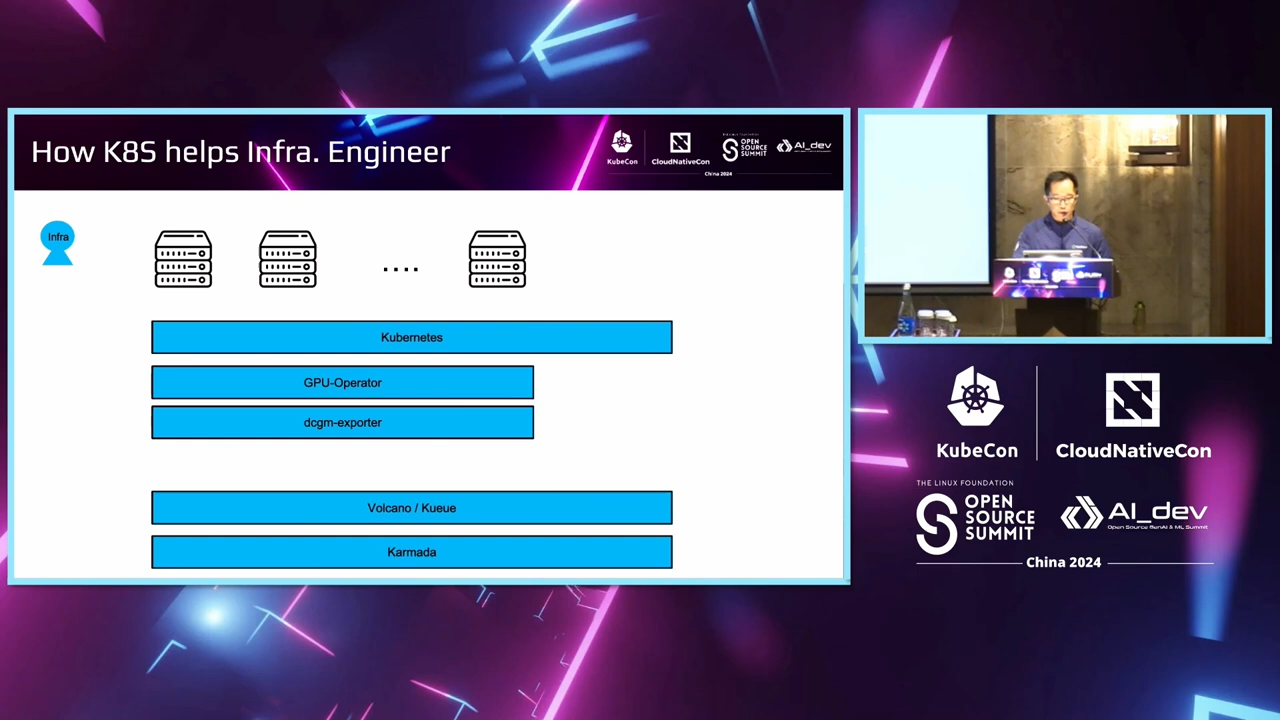 How K8S helps Infra. Engineer
KubeCon
CloudNativeCon
OPEN
SOURCE
SUMMIT
AI_dev
China 2024
Infra
....
Kubernetes
GPU-Operator
dcgm-exporter
Volcano / Kueue
Karmada
KubeCon
CloudNativeCon
THE LINUX FOUNDATION
OPEN
SOURCE
SUMMIT
AI_dev
Open Source GenAI & ML Summit
China 2024